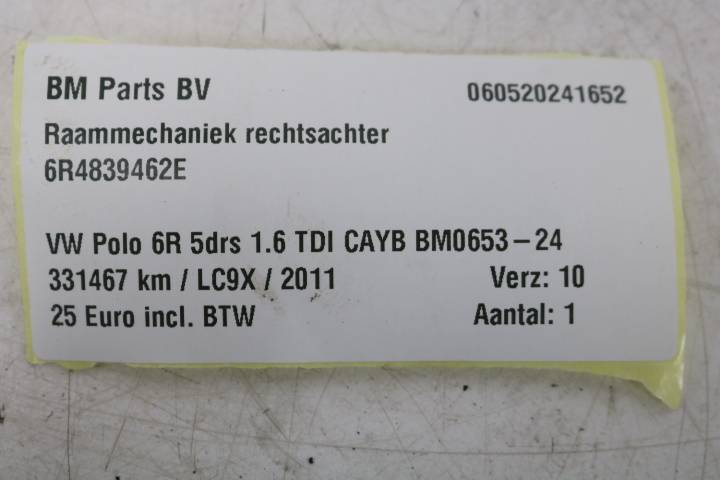 BM Parts BV 060520241652
Raammechaniek rechtsachter
6R4839462E
VW Polo 6R 5drs 1.6 TDI CAYB BM0653-24
331467 km / LC9X / 2011 Verz: 10
25 Euro incl. BTW Aantal: 1